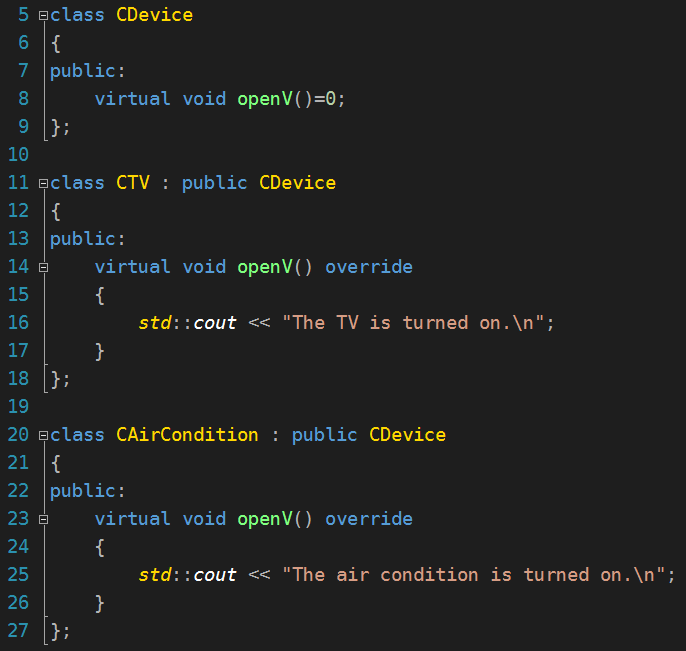 5 class CDevice
6 {
7 public:
8     virtual void openV()=0;
9 };
10
11 class CTV : public CDevice
12 {
13 public:
14     virtual void openV() override
15     {
16         std::cout << "The TV is turned on.\n";
17     }
18 };
19
20 class CAirCondition : public CDevice
21 {
22 public:
23     virtual void openV() override
24     {
25         std::cout << "The air condition is turned on.\n";
26     }
27 };